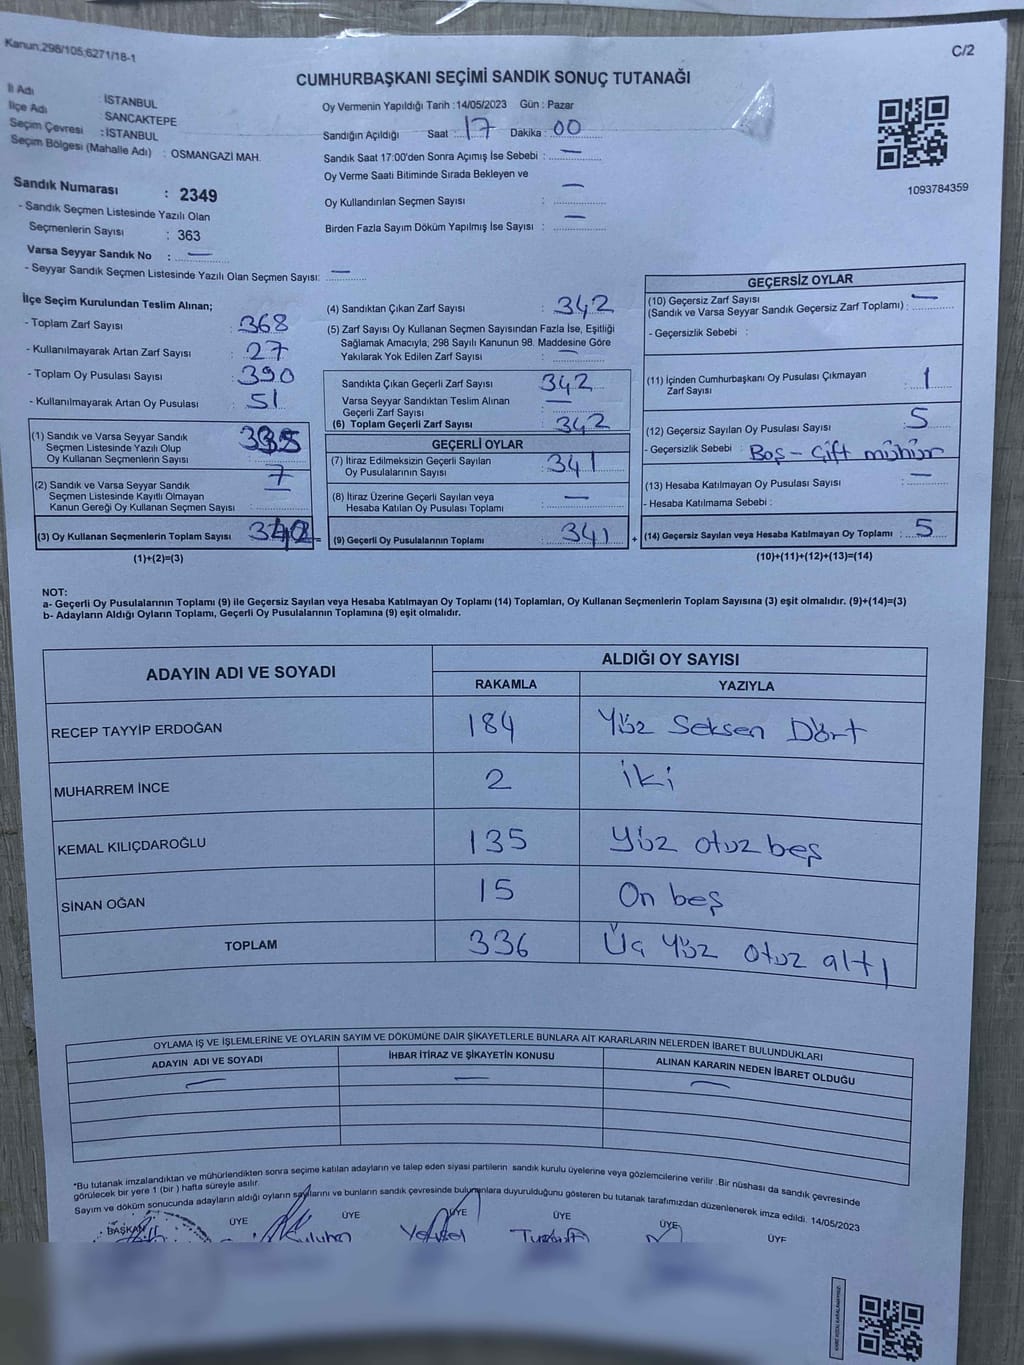 Kanun;298/105;6271/18-1
C/2
CUMHURBAŞKANI SEÇİMİ SANDIK SONUÇ TUTANAĞI
İl Adı : İSTANBUL
İlçe Adı : SANCAKTEPE
Seçim Çevresi : İSTANBUL
Seçim Bölgesi (Mahalle Adı) : OSMANGAZİ MAH.
Oy Vermenin Yapıldığı Tarih :14/05/2023 Gün : Pazar
Sandığın Açıldığı Saat : 17 Dakika : 00
Sandık Saat 17:00'den Sonra Açımış İse Sebebi : —
Oy Verme Saati Bitiminde Sırada Bekleyen ve
Oy Kullandırılan Seçmen Sayısı : —
Birden Fazla Sayım Döküm Yapılmış İse Sayısı : —
1093784359
Sandık Numarası : 2349
- Sandık Seçmen Listesinde Yazılı Olan
Seçmenlerin Sayısı : 363
Varsa Seyyar Sandık No : —
- Seyyar Sandık Seçmen Listesinde Yazılı Olan Seçmen Sayısı: —
İlçe Seçim Kurulundan Teslim Alınan;
- Toplam Zarf Sayısı : 368
- Kullanılmayarak Artan Zarf Sayısı : 27
- Toplam Oy Pusulası Sayısı : 390
- Kullanılmayarak Artan Oy Pusulası : 51
(1) Sandık ve Varsa Seyyar Sandık
Seçmen Listesinde Yazılı Olup
Oy Kullanan Seçmenlerin Sayısı : 335
(2) Sandık ve Varsa Seyyar Sandık
Seçmen Listesinde Kayıtlı Olmayan
Kanun Gereği Oy Kullanan Seçmen Sayısı : 7
(3) Oy Kullanan Seçmenlerin Toplam Sayısı : 342
(1)+(2)=(3)
(4) Sandıktan Çıkan Zarf Sayısı : 342
(5) Zarf Sayısı Oy Kullanan Seçmen Sayısından Fazla İse, Eşitliği
Sağlamak Amacıyla; 298 Sayılı Kanunun 98. Maddesine Göre
Yakılarak Yok Edilen Zarf Sayısı : —
Sandıkta Çıkan Geçerli Zarf Sayısı : 342
Varsa Seyyar Sandıktan Teslim Alınan
Geçerli Zarf Sayısı : —
(6) Toplam Geçerli Zarf Sayısı : 342
GEÇERLİ OYLAR
(7) İtiraz Edilmeksizin Geçerli Sayılan
Oy Pusulalarının Sayısı : 341
(8) İtiraz Üzerine Geçerli Sayılan veya
Hesaba Katılan Oy Pusulası Toplamı : —
(9) Geçerli Oy Pusulalarının Toplamı : 341 +
GEÇERSİZ OYLAR
(10) Geçersiz Zarf Sayısı
(Sandık ve Varsa Seyyar Sandık Geçersiz Zarf Toplamı) : —
- Geçersizlik Sebebi :
(11) İçinden Cumhurbaşkanı Oy Pusulası Çıkmayan
Zarf Sayısı : 1
(12) Geçersiz Sayılan Oy Pusulası Sayısı : 5
- Geçersizlik Sebebi : Boş - Çift mühür
(13) Hesaba Katılmayan Oy Pusulası Sayısı : —
- Hesaba Katılmama Sebebi :
(14) Geçersiz Sayılan veya Hesaba Katılmayan Oy Toplamı : 5
(10)+(11)+(12)+(13)=(14)
NOT:
a- Geçerli Oy Pusulalarının Toplamı (9) ile Geçersiz Sayılan veya Hesaba Katılmayan Oy Toplamı (14) Toplamları, Oy Kullanan Seçmenlerin Toplam Sayısına (3) eşit olmalıdır. (9)+(14)=(3)
b- Adayların Aldığı Oyların Toplamı, Geçerli Oy Pusulalarının Toplamına (9) eşit olmalıdır.
ADAYIN ADI VE SOYADI
ALDIĞI OY SAYISI
RAKAMLA YAZIYLA
RECEP TAYYİP ERDOĞAN 184 Yüz Seksen Dört
MUHARREM İNCE 2 iki
KEMAL KILIÇDAROĞLU 135 Yüz otuz beş
SİNAN OĞAN 15 On beş
TOPLAM 336 Üç Yüz otuz altı
OYLAMA İŞ VE İŞLEMLERİNE VE OYLARIN SAYIM VE DÖKÜMÜNE DAİR ŞİKAYETLERLE BUNLARA AİT KARARLARIN NELERDEN İBARET BULUNDUKLARI
ADAYIN ADI VE SOYADI İHBAR İTİRAZ VE ŞİKAYETİN KONUSU ALINAN KARARIN NEDEN İBARET OLDUĞU
— — —
*Bu tutanak imzalandıktan ve mühürlendikten sonra seçime katılan adayların ve talep eden siyasi partilerin sandık kurulu üyelerine veya gözlemcilerine verilir .Bir nüshası da sandık çevresinde
görülecek bir yere 1 (bir ) hafta süreyle asılır.
Sayım ve döküm sonucunda adayların aldığı oyların sayılarını ve bunların sandık çevresinde bulunanlara duyurulduğunu gösteren bu tutanak tarafımızdan düzenlenerek imza edildi. 14/05/2023
BAŞKAN ÜYE ÜYE ÜYE ÜYE ÜYE ÜYE